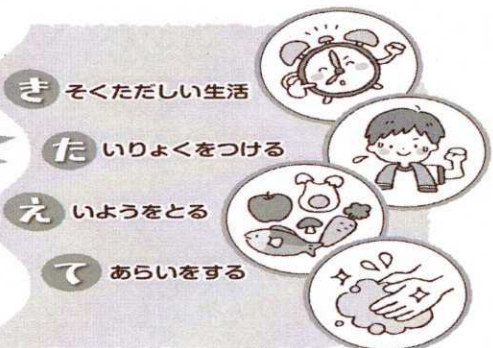 きそくただしい生活
たいりょくをつける
えいようをとる
てあらいをする